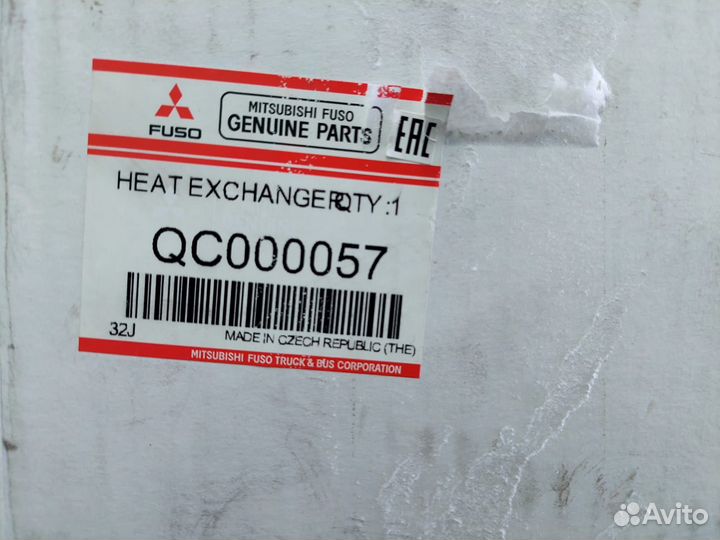 FUSO
MITSUBISHI FUSO
GENUINE PARTS
EAC
HEAT EXCHANGER QTY :1
QC000057
32J
MADE IN CZECH REPUBLIC (THE)
MITSUBISHI FUSO TRUCK & BUS CORPORATION
Avito